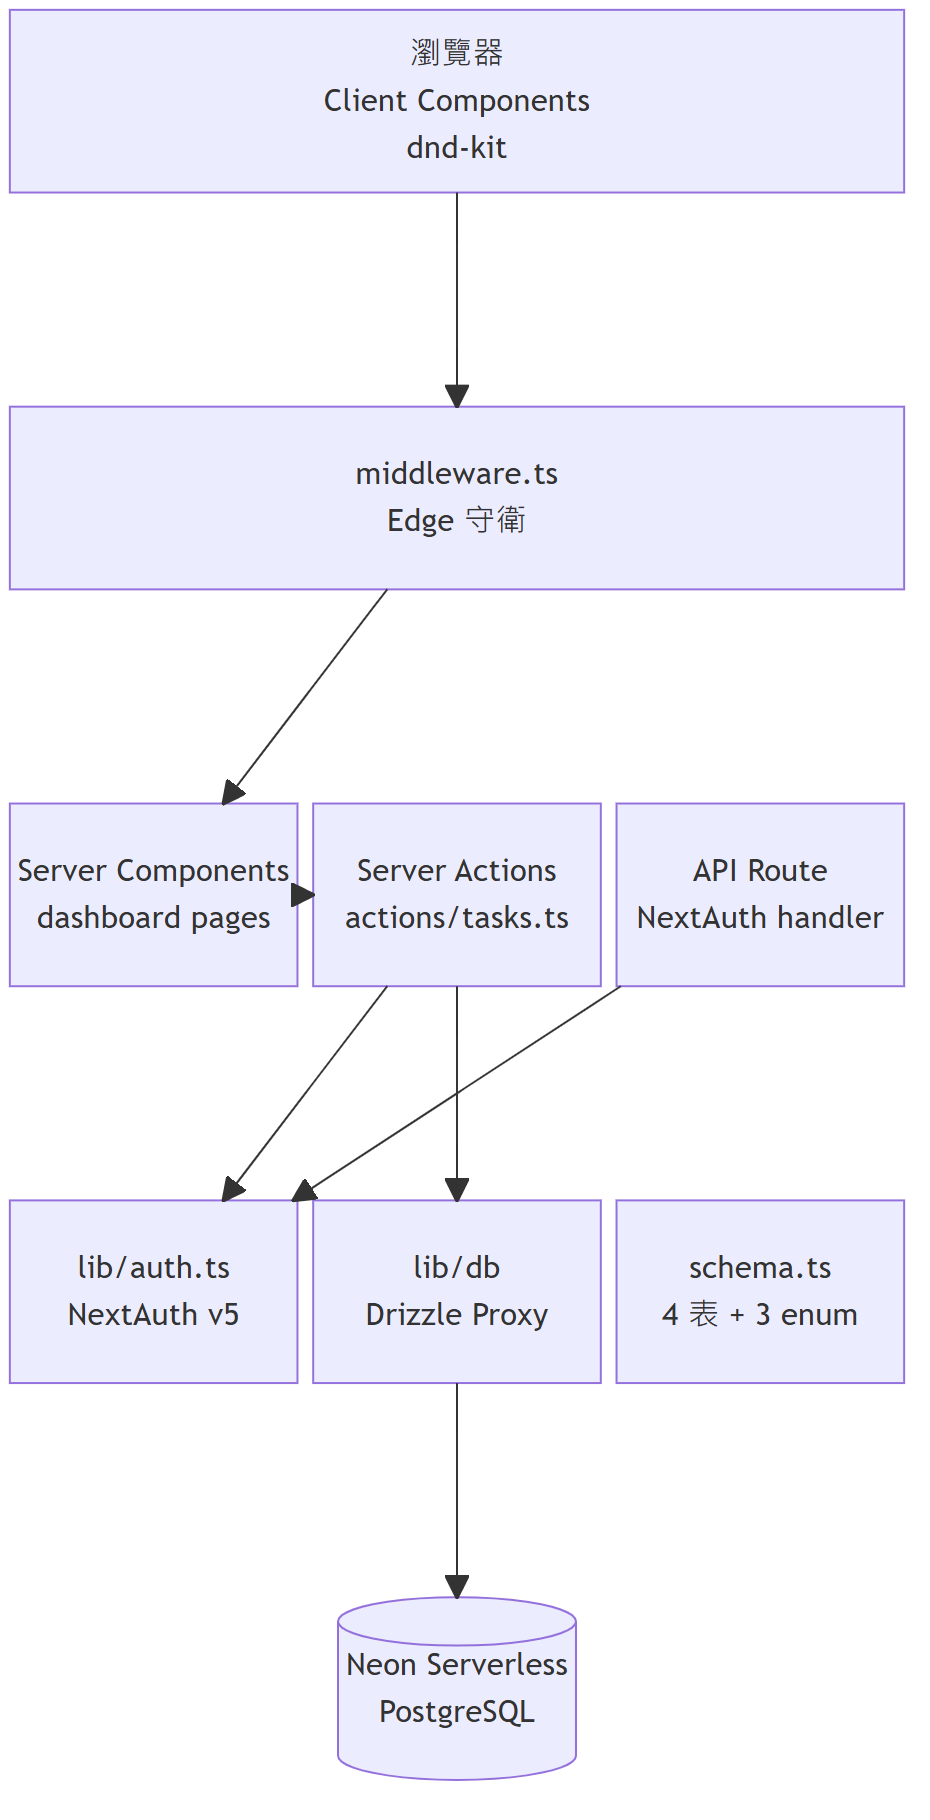 瀏覽器
Client Components
dnd-kit
middleware.ts
Edge 守衛
Server Components
dashboard pages
Server Actions
actions/tasks.ts
API Route
NextAuth handler
lib/auth.ts
NextAuth v5
lib/db
Drizzle Proxy
schema.ts
4 表 + 3 enum
Neon Serverless
PostgreSQL